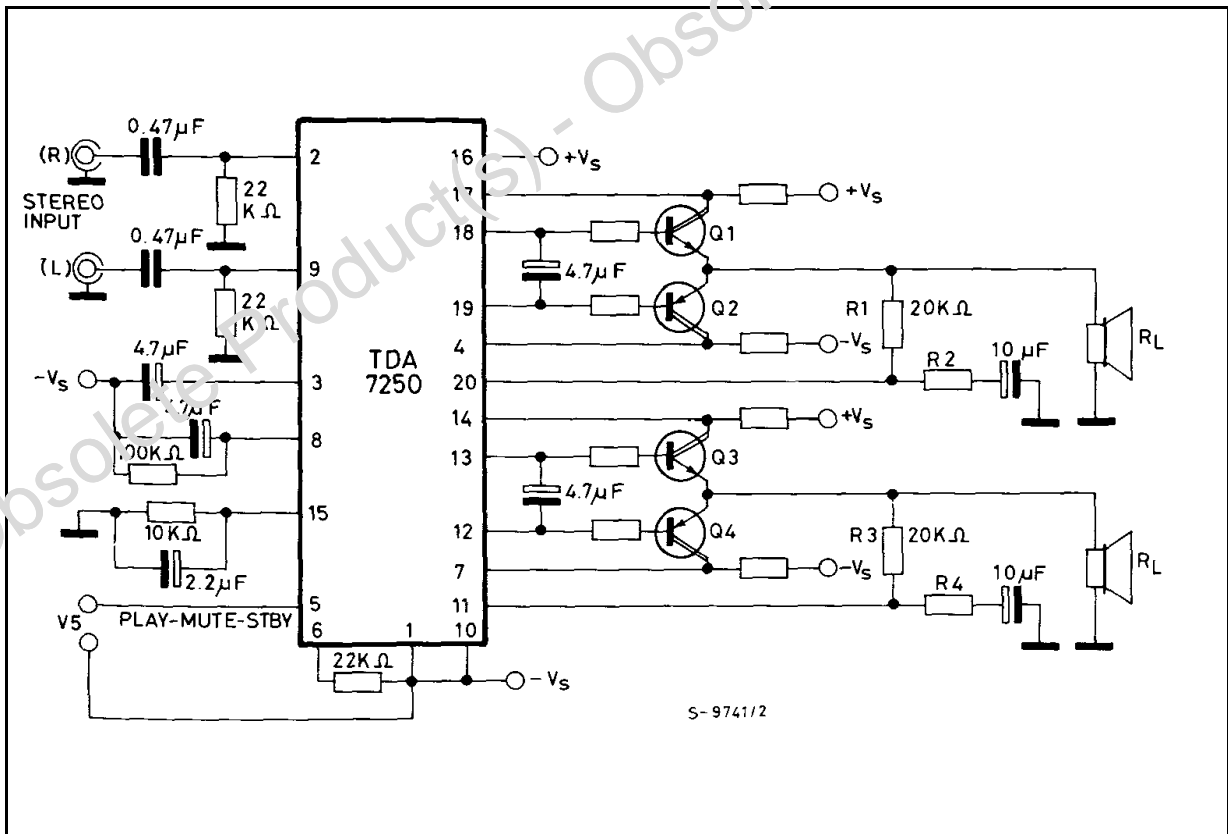 Obsolete Product(s) - Obsol
(R)
0.47µF
2
22
KΩ
STEREO
INPUT
0.47µF
(L)
9
22
KΩ
4.7µF
-Vs
3
8
100KΩ
15
10KΩ
2.2µF
V5
PLAY-MUTE-STBY
5
6
1
10
22KΩ
-Vs
TDA
7250
16
+Vs
17
+Vs
18
Q1
4.7µF
19
Q2
4
-Vs
20
R1
20KΩ
R2
10µF
RL
14
+Vs
13
Q3
4.7µF
12
Q4
7
-Vs
11
R3
20KΩ
R4
10µF
RL
S-9741/2